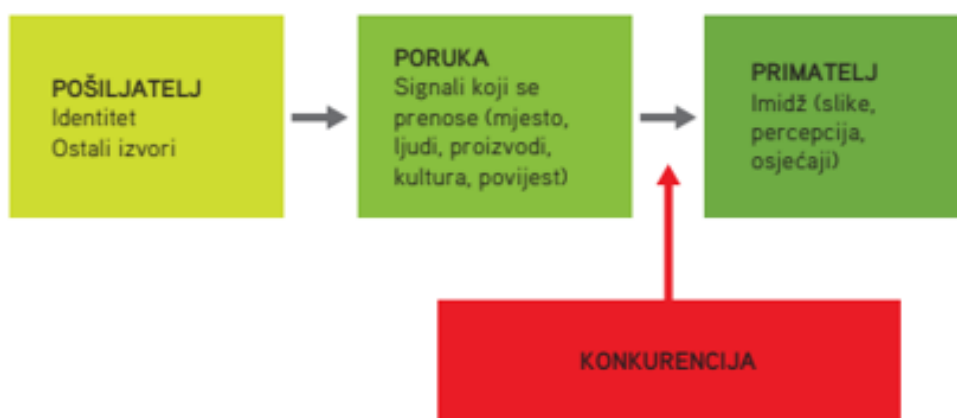 POŠILJATELJ
Identitet
Ostali izvori
PORUKA
Signali koji se
prenose (mjesto,
ljudi, proizvodi,
kultura, povijest)
PRIMATELJ
Imidž (slike,
percepcija,
osjećaji)
KONKURENCIJA